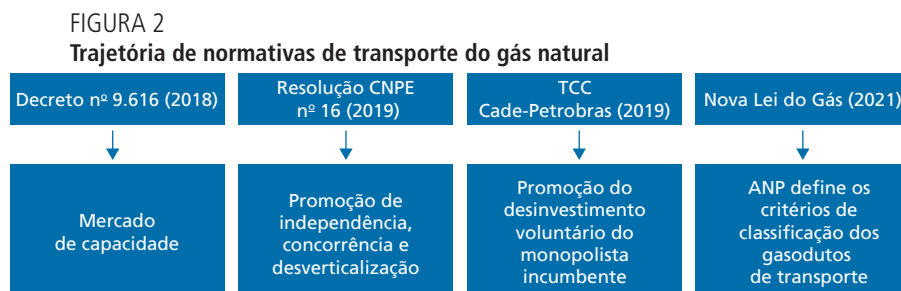 FIGURA 2
Trajetória de normativas de transporte do gás natural
Decreto nº 9.616 (2018)
Resolução CNPE
nº 16 (2019)
TCC
Cade-Petrobras (2019)
Nova Lei do Gás (2021)
Mercado
de capacidade
Promoção de
independência,
concorrência e
desverticalização
Promoção do
desinvestimento
voluntário do
monopolista
incumbente
ANP define os
critérios de
classificação dos
gasodutos
de transporte